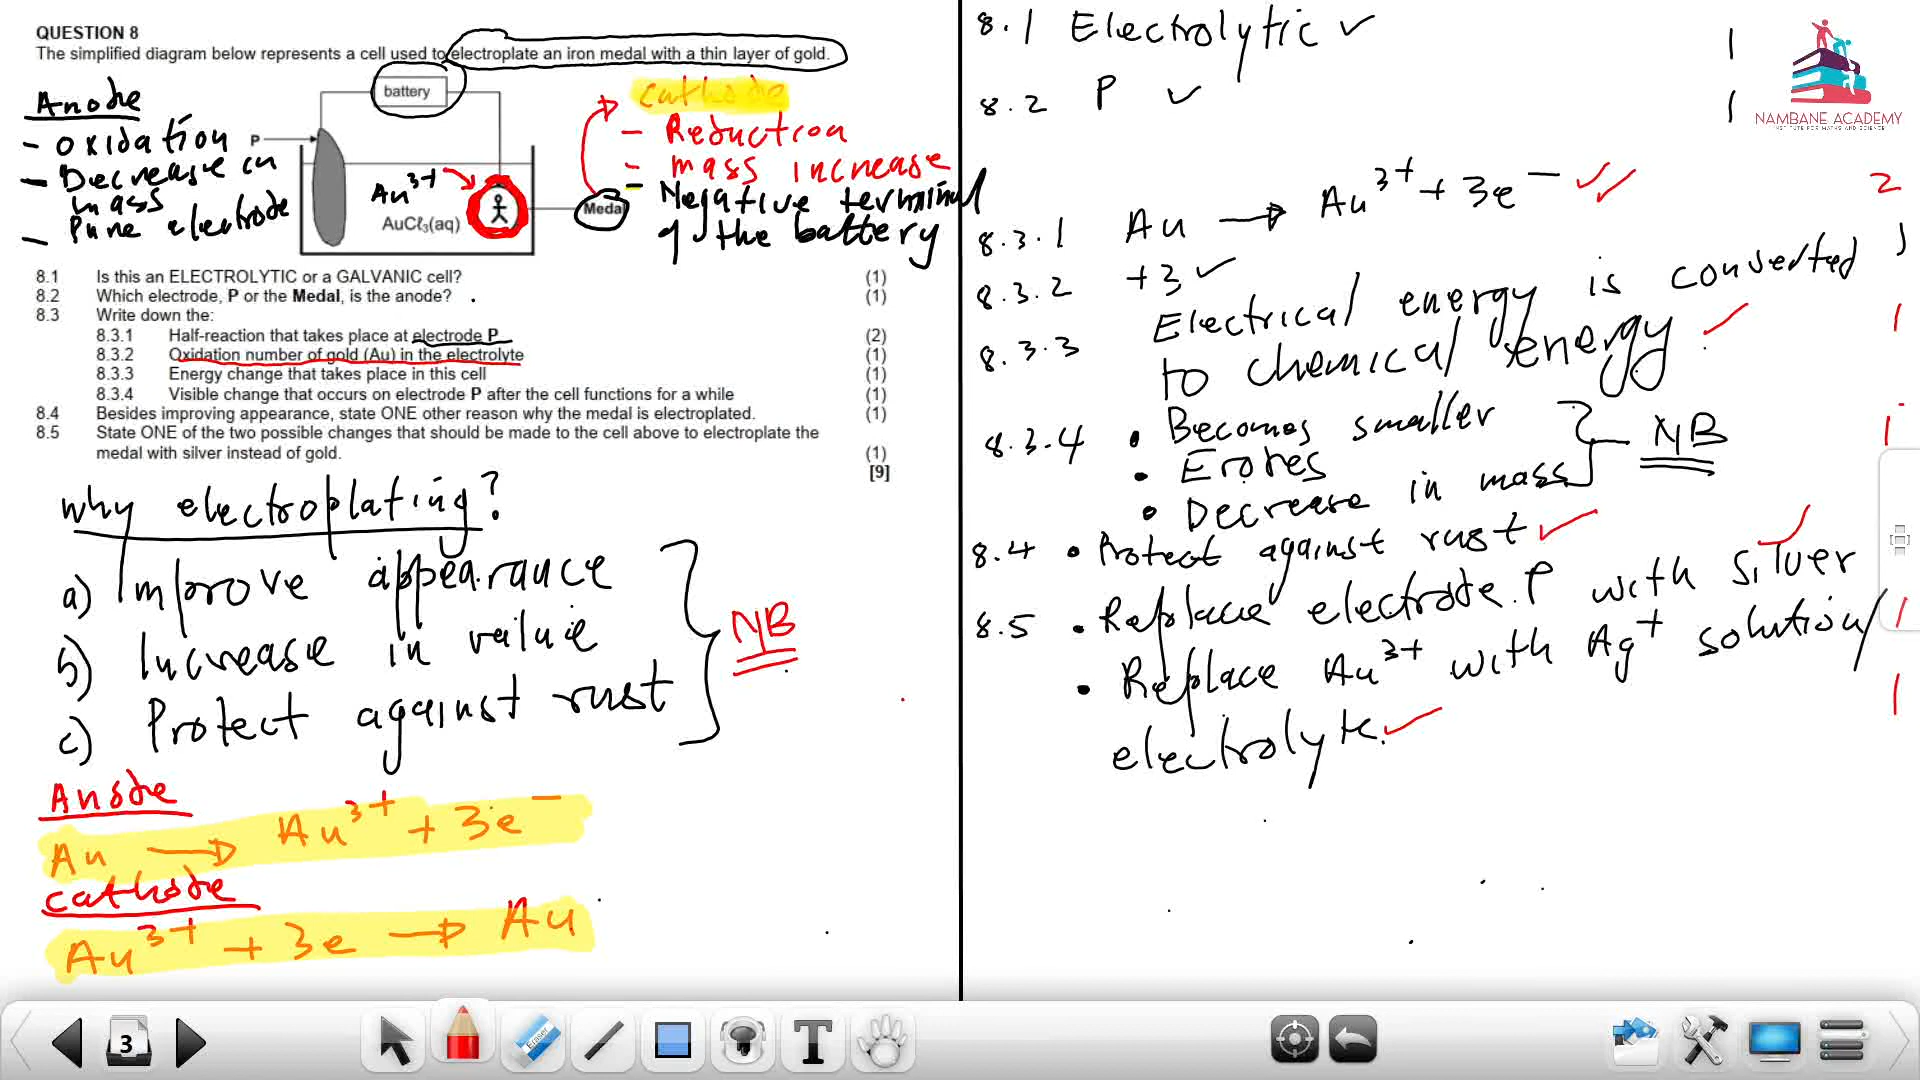 QUESTION 8
The simplified diagram below represents a cell used to electroplate an iron medal with a thin layer of gold.
Anode
- Oxidation
- Decrease in mass
- Pure electrode
battery
P
Au³⁺
AuCℓ₃(aq)
Medal
Cathode
- Reduction
- Mass increase
- Negative terminal
of the battery
8.1 Is this an ELECTROLYTIC or a GALVANIC cell? (1)
8.2 Which electrode, P or the Medal, is the anode? (1)
8.3 Write down the:
8.3.1 Half-reaction that takes place at electrode P (2)
8.3.2 Oxidation number of gold (Au) in the electrolyte (1)
8.3.3 Energy change that takes place in this cell (1)
8.3.4 Visible change that occurs on electrode P after the cell functions for a while (1)
8.4 Besides improving appearance, state ONE other reason why the medal is electroplated. (1)
8.5 State ONE of the two possible changes that should be made to the cell above to electroplate the
medal with silver instead of gold. (1)
[9]
Why electroplating?
a) Improve appearance
b) Increase in value
c) Protect against rust
NB
Anode
Au → Au³⁺ + 3e⁻
Cathode
Au³⁺ + 3e → Au
8.1 Electrolytic ✓ 1
8.2 P ✓ 1
8.3.1 Au → Au³⁺ + 3e⁻ ✓✓ 2
8.3.2 +3 ✓ 1
8.3.3 Electrical energy is converted
to chemical energy ✓ 1
8.3.4 • Becomes smaller
• Erodes
• Decrease in mass
NB 1
8.4 • Protect against rust ✓
8.5 • Replace electrode P with silver ✓ 1
• Replace Au³⁺ with Ag⁺ solution/
electrolyte. ✓ 1
NAMBANE ACADEMY
INSTITUTE FOR MATHS AND SCIENCE
3
Eraser
T